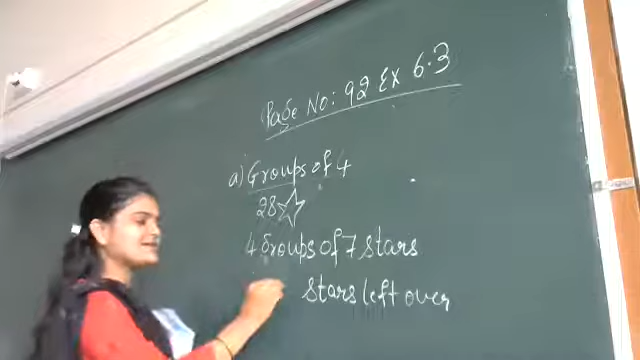 Page No: 92 Ex 6.3
a) Groups of 4
28
4 Groups of 7 stars
stars left over